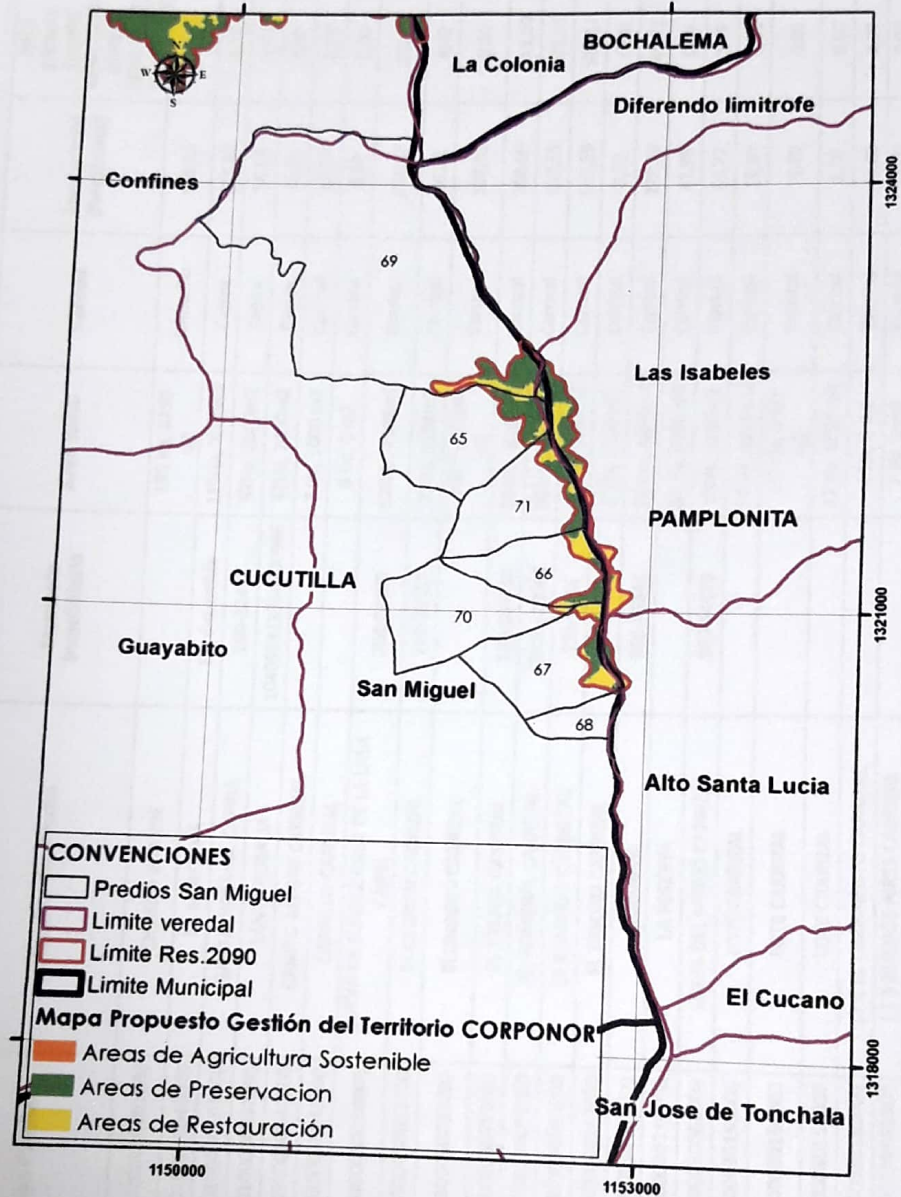 BOCHALEMA
La Colonia
Diferendo limitrofe
N
W E
S
Confines
1324000
69
Las Isabeles
65
71
PAMPLONITA
66
CUCUTILLA
1321000
70
Guayabito
67
San Miguel
68
Alto Santa Lucia
CONVENCIONES
Predios San Miguel
Limite veredal
Límite Res.2090
Limite Municipal
El Cucano
Mapa Propuesto Gestión del Territorio CORPONOR
Areas de Agricultura Sostenible
1318000
Areas de Preservacion
San Jose de Tonchala
Areas de Restauración
1150000
1153000